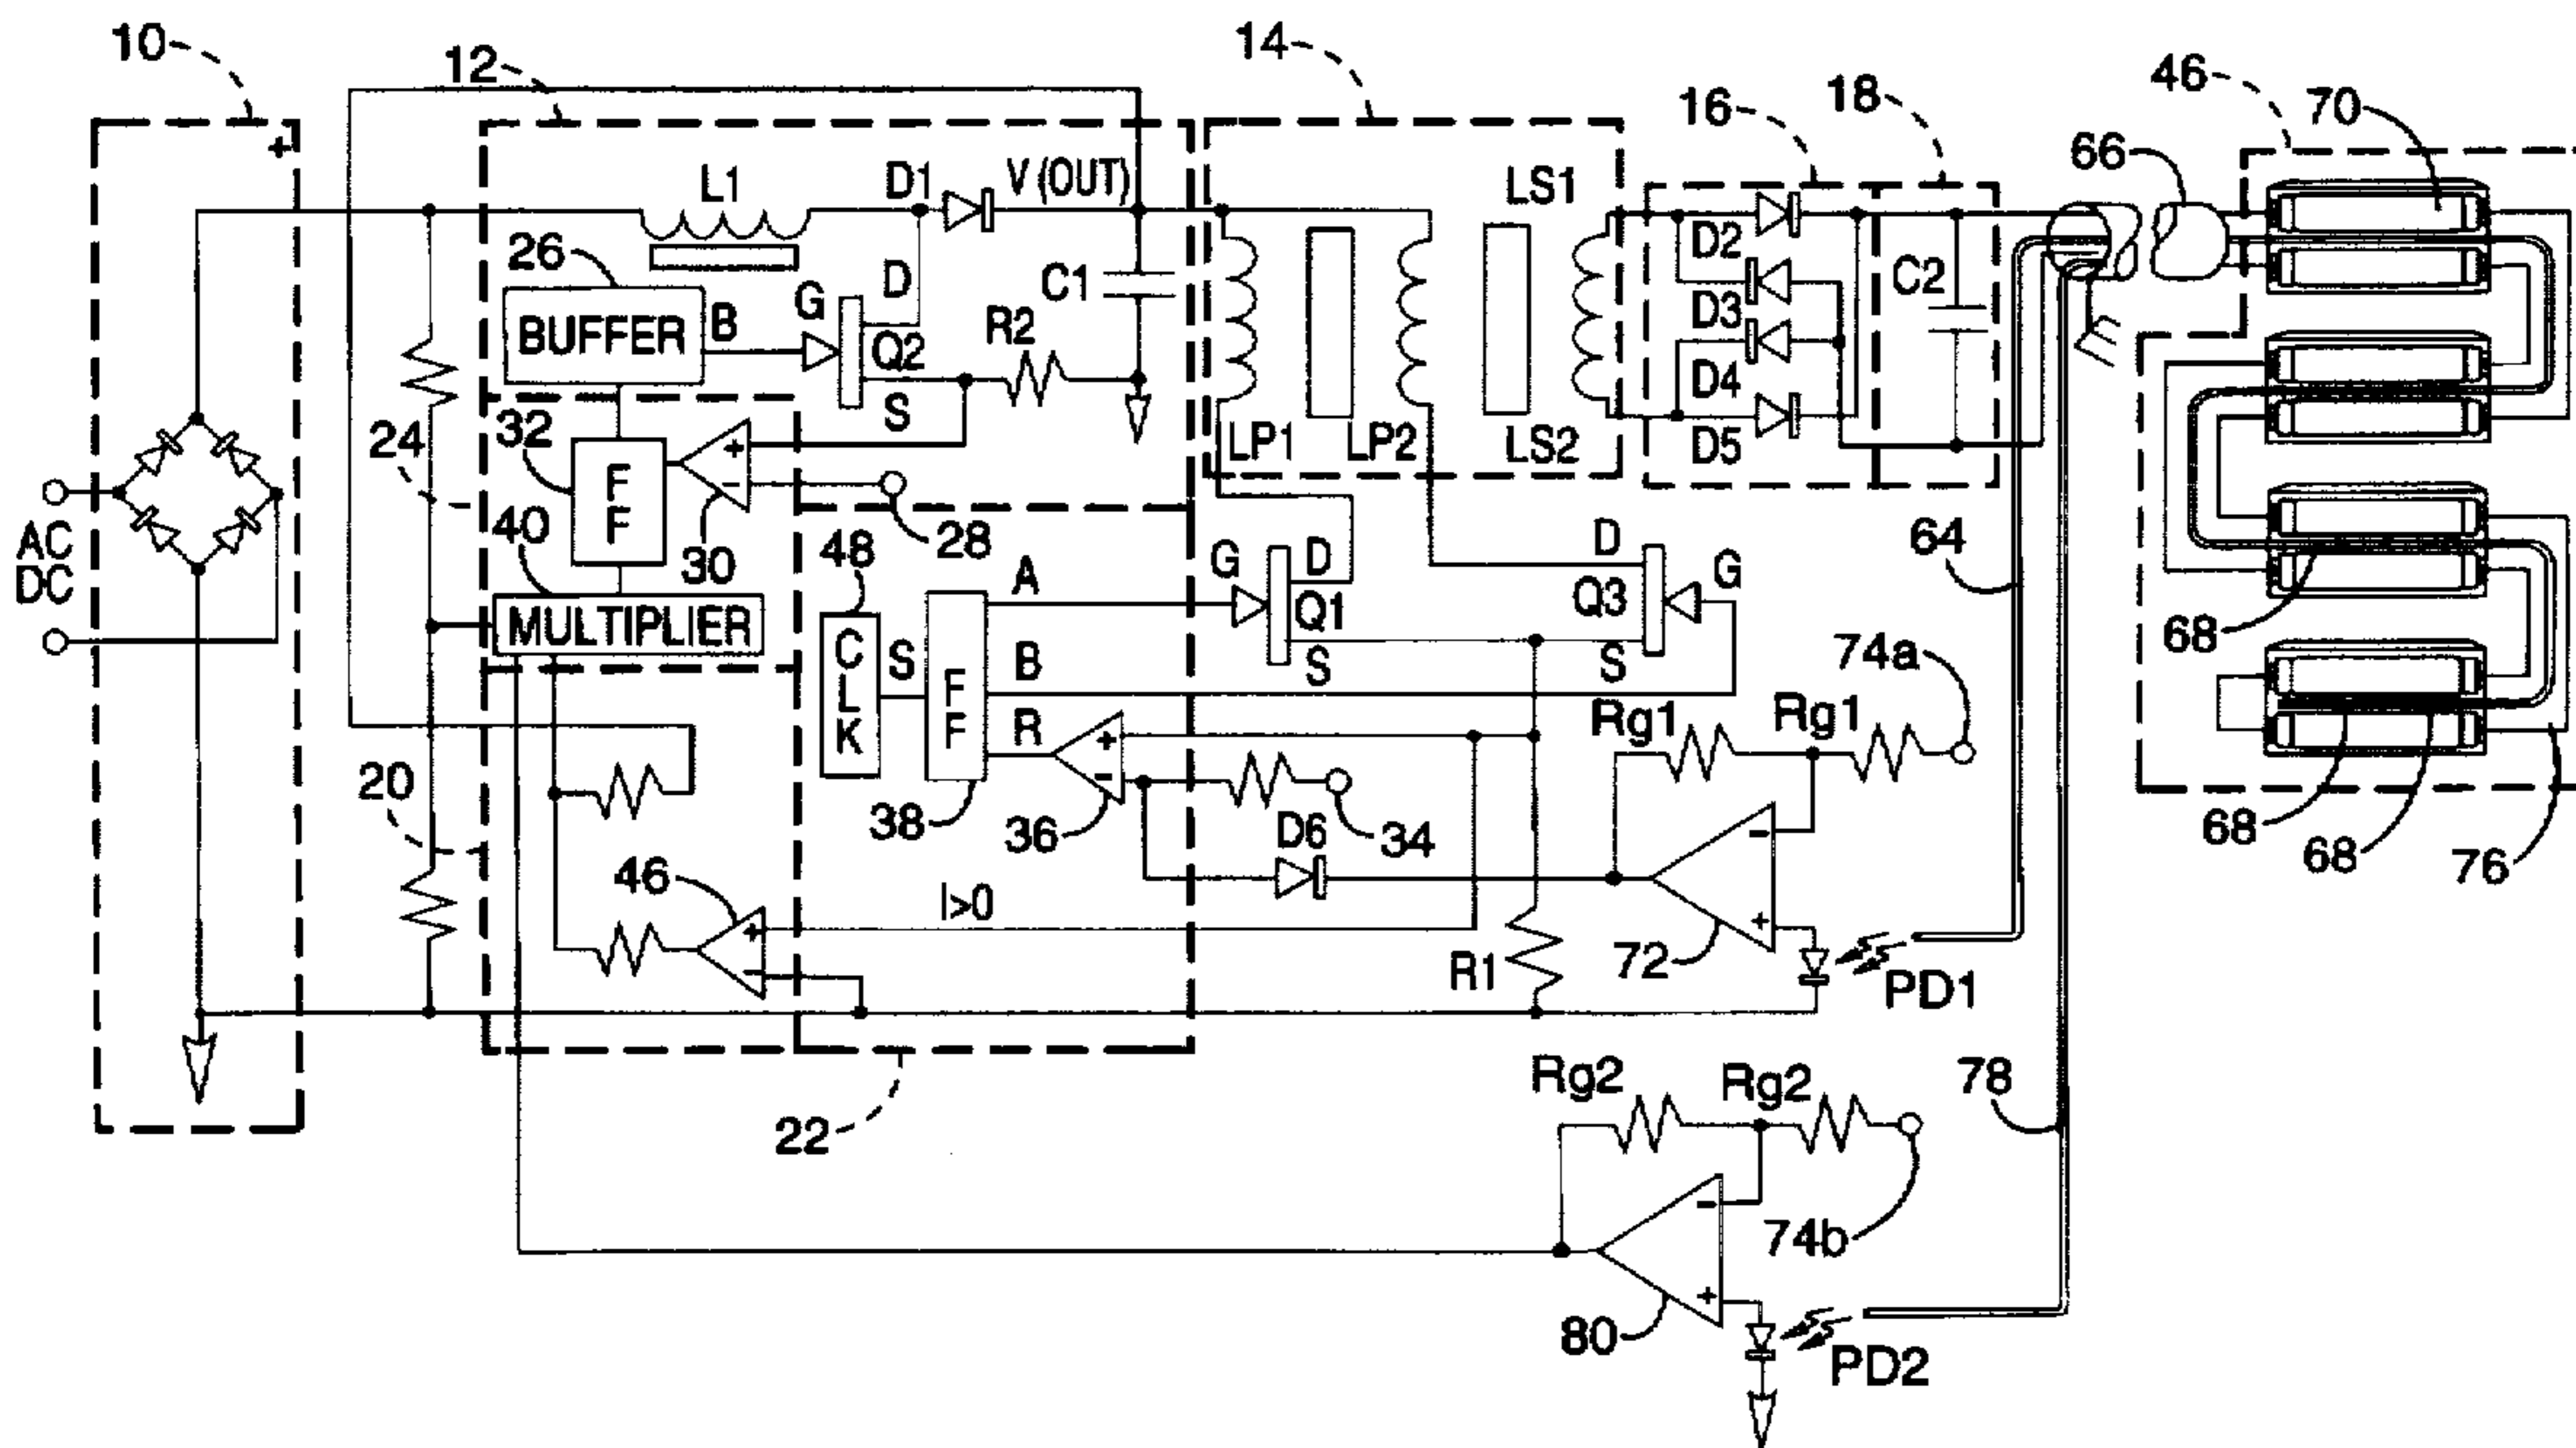 10
12
14
46
16
18
70
66
+
L1
D1
V (OUT)
LS1
26
D
D2
C2
G
C1
BUFFER
B
R2
D3
Q2
S
D4
24
32
+
LP1
LP2
LS2
D5
FF
-
28
64
AC
DC
40
30
48
A
G
D
Q1
D
Q3
G
68
MULTIPLIER
CLK
S
FF
B
S
S
74a
R
+
-
Rg1
Rg1
20
38
36
34
D6
-
68
68
76
46
I>0
+
-
+
72
R1
PD1
22
Rg2
Rg2
78
-
74b
+
80
PD2